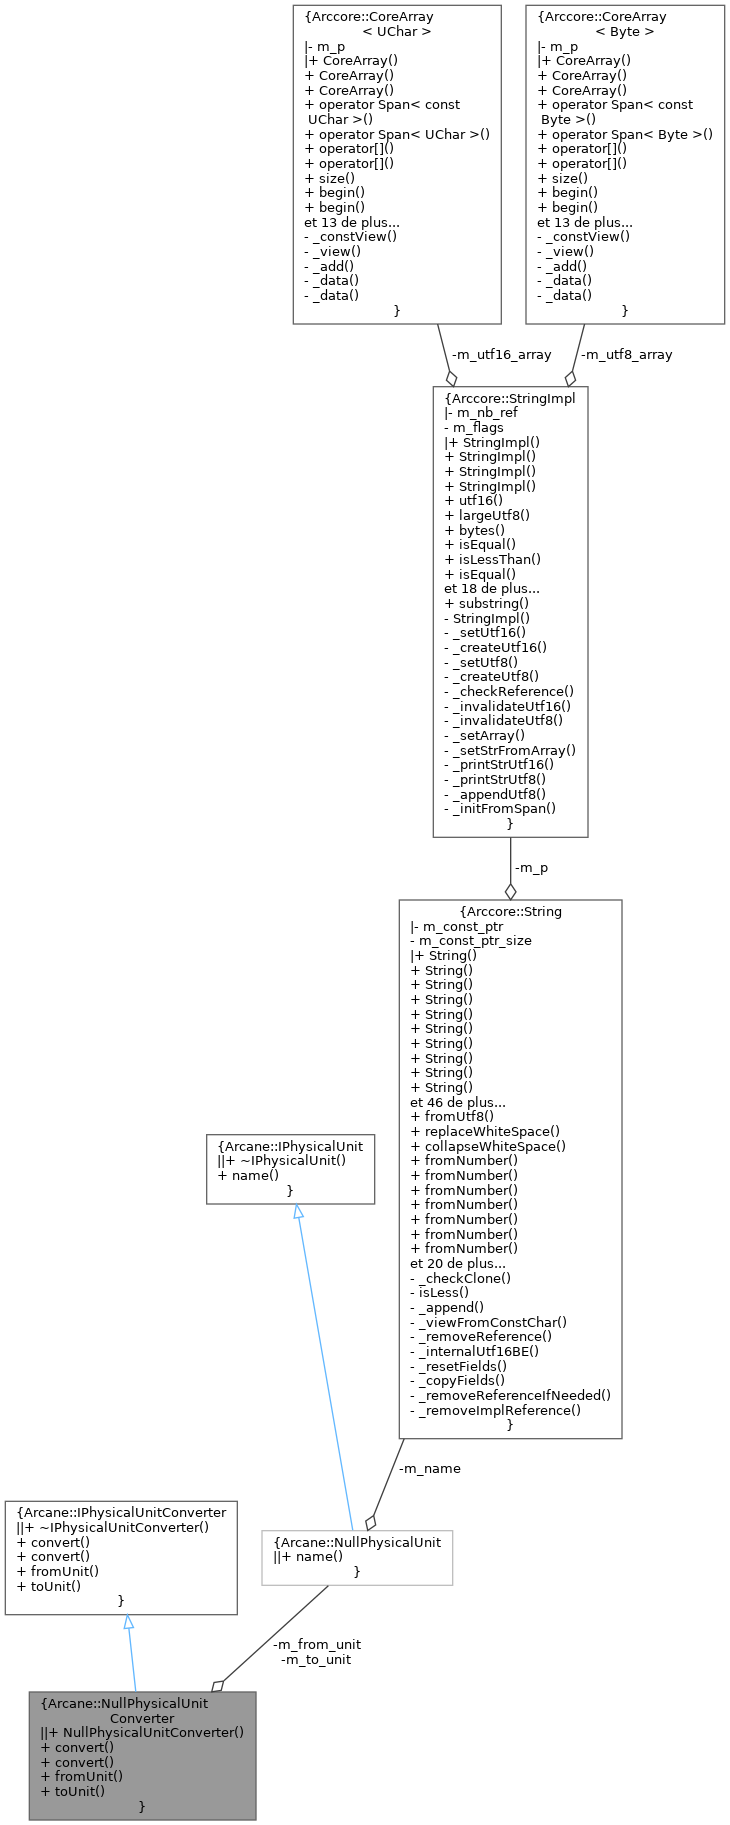 {Arccore::CoreArray
< UChar >
|- m_p
|+ CoreArray()
+ CoreArray()
+ CoreArray()
+ operator Span< const
UChar >()
+ operator Span< UChar >()
+ operator[]()
+ operator[]()
+ size()
+ begin()
+ begin()
et 13 de plus...
- _constView()
- _view()
- _add()
- _data()
- _data()
}
{Arccore::CoreArray
< Byte >
|- m_p
|+ CoreArray()
+ CoreArray()
+ CoreArray()
+ operator Span< const
Byte >()
+ operator Span< Byte >()
+ operator[]()
+ operator[]()
+ size()
+ begin()
+ begin()
et 13 de plus...
- _constView()
- _view()
- _add()
- _data()
- _data()
}
-m_utf16_array
-m_utf8_array
{Arccore::StringImpl
|- m_nb_ref
- m_flags
|+ StringImpl()
+ StringImpl()
+ StringImpl()
+ StringImpl()
+ utf16()
+ largeUtf8()
+ bytes()
+ isEqual()
+ isLessThan()
+ isEqual()
et 18 de plus...
+ substring()
- StringImpl()
- _setUtf16()
- _createUtf16()
- _setUtf8()
- _createUtf8()
- _checkReference()
- _invalidateUtf16()
- _invalidateUtf8()
- _setArray()
- _setStrFromArray()
- _printStrUtf16()
- _printStrUtf8()
- _appendUtf8()
- _initFromSpan()
}
-m_p
{Arccore::String
|- m_const_ptr
- m_const_ptr_size
|+ String()
+ String()
+ String()
+ String()
+ String()
+ String()
+ String()
+ String()
+ String()
+ String()
et 46 de plus...
+ fromUtf8()
+ replaceWhiteSpace()
+ collapseWhiteSpace()
+ fromNumber()
+ fromNumber()
+ fromNumber()
+ fromNumber()
+ fromNumber()
+ fromNumber()
+ fromNumber()
et 20 de plus...
- _checkClone()
- isLess()
- _append()
- _viewFromConstChar()
- _removeReference()
- _internalUtf16BE()
- _resetFields()
- _copyFields()
- _removeReferenceIfNeeded()
- _removeImplReference()
}
{Arcane::IPhysicalUnit
||+ ~IPhysicalUnit()
+ name()
}
-m_name
{Arcane::IPhysicalUnitConverter
||+ ~IPhysicalUnitConverter()
+ convert()
+ convert()
+ fromUnit()
+ toUnit()
}
{Arcane::NullPhysicalUnit
||+ name()
}
-m_from_unit
-m_to_unit
{Arcane::NullPhysicalUnit
Converter
||+ NullPhysicalUnitConverter()
+ convert()
+ convert()
+ fromUnit()
+ toUnit()
}